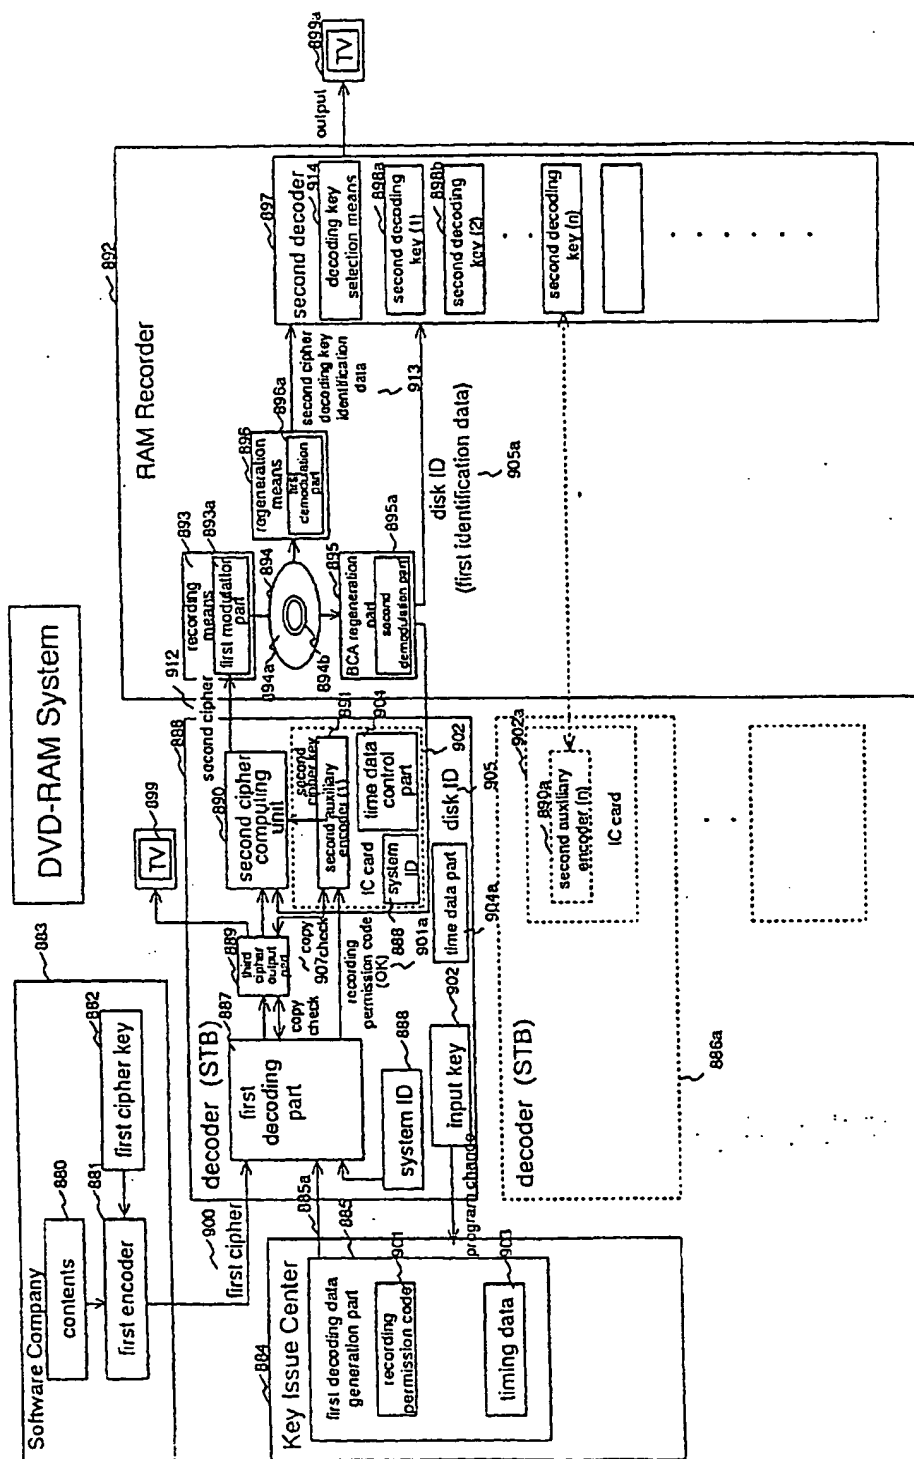 DVD-RAM System
Software Company
883
contents
880
first encoder
881
first cipher key
882
900
first cipher
Key Issue Center
884
first decoding data
generation part
885
885a
recording
permission code
901
timing data
903
program change
decoder (STB)
888
first
decoding
part
887
system ID
888
input key
902
copy
check
third
cipher
output
part
889
TV
899
second cipher
computing
unit
890
second cipher
912
copy
check
907
recording
permission code
(OK)
901a
second cipher key
891
second auxiliary
encoder (1)
IC card
system
ID
888
time data
control
part
904
902
time data part
904a
disk ID
905
decoder (STB)
886a
902a
890a
second auxiliary
encoder (n)
IC card
RAM Recorder
892
recording
means
893
first modulation
part
893a
894
894a
894b
regeneration
means
896
first
demodulation
part
896a
BCA regeneration
part
895
second
demodulation part
895a
second cipher
decoding key
identification
data
913
disk ID
(first identification data)
905a
second decoder
897
decoding key
selection means
914
second decoding
key (1)
898a
second decoding
key (2)
898b
second decoding
key (n)
output
TV
899a